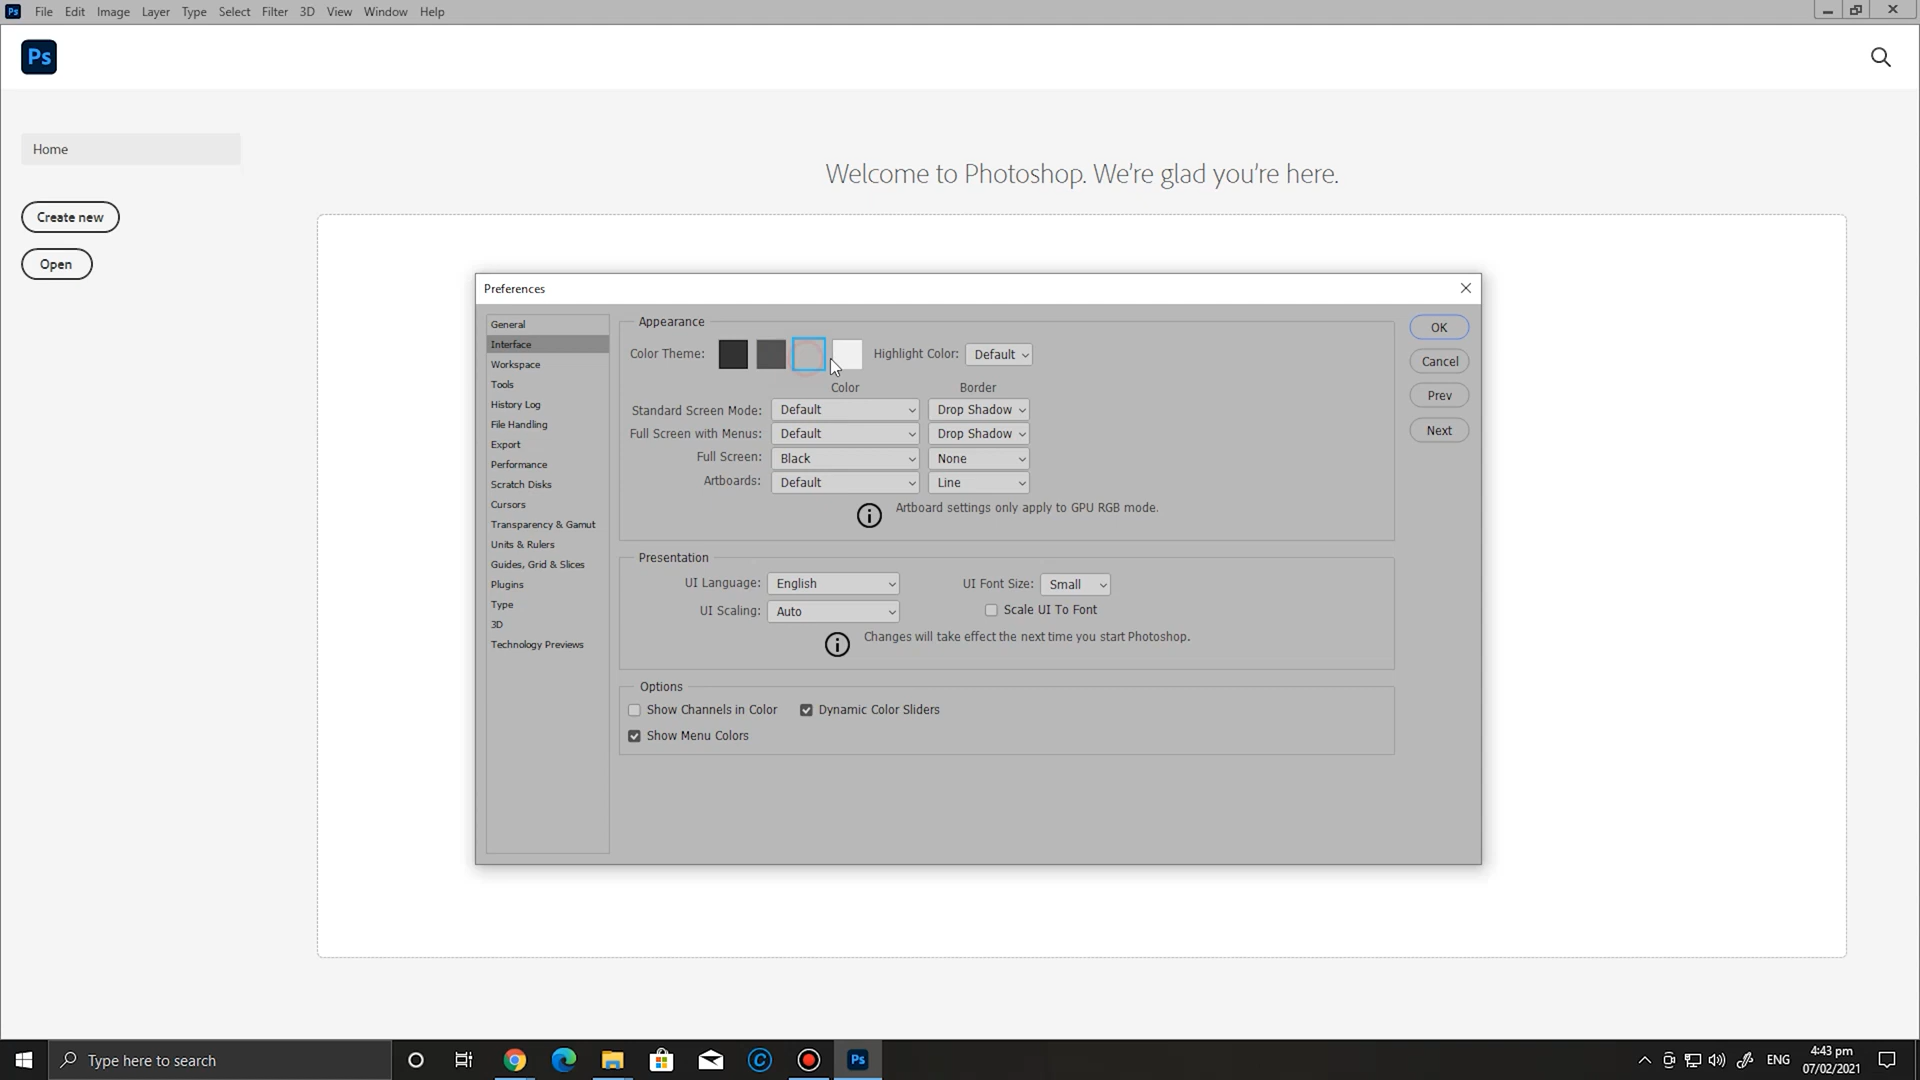 Ps File Edit Image Layer Type Select Filter 3D View Window Help
Ps
Home
Create new
Open
Welcome to Photoshop. We're glad you're here.
Preferences
General
Interface
Workspace
Tools
History Log
File Handling
Export
Performance
Scratch Disks
Cursors
Transparency & Gamut
Units & Rulers
Guides, Grid & Slices
Plugins
Type
3D
Technology Previews
Appearance
Color Theme: Highlight Color: Default
Color Border
Standard Screen Mode: Default Drop Shadow
Full Screen with Menus: Default Drop Shadow
Full Screen: Black None
Artboards: Default Line
Artboard settings only apply to GPU RGB mode.
Presentation
UI Language: English UI Font Size: Small
UI Scaling: Auto Scale UI To Font
Changes will take effect the next time you start Photoshop.
Options
Show Channels in Color Dynamic Color Sliders
Show Menu Colors
OK
Cancel
Prev
Next
Type here to search
Ps
ENG
4:43 pm
07/02/2021